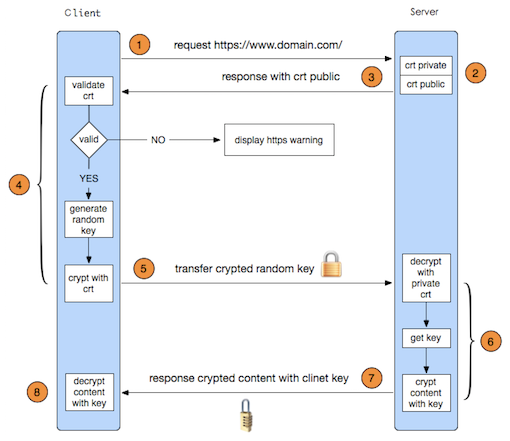 Client
Server
1
request https://www.domain.com/
crt private
2
response with crt public
3
crt public
validate
crt
valid
NO
display https warning
4
YES
generate
random
key
crypt with
crt
5
transfer crypted random key
decrypt
with
private
crt
get key
6
response crypted content with clinet key
7
crypt
content
with key
8
decrypt
content
with key